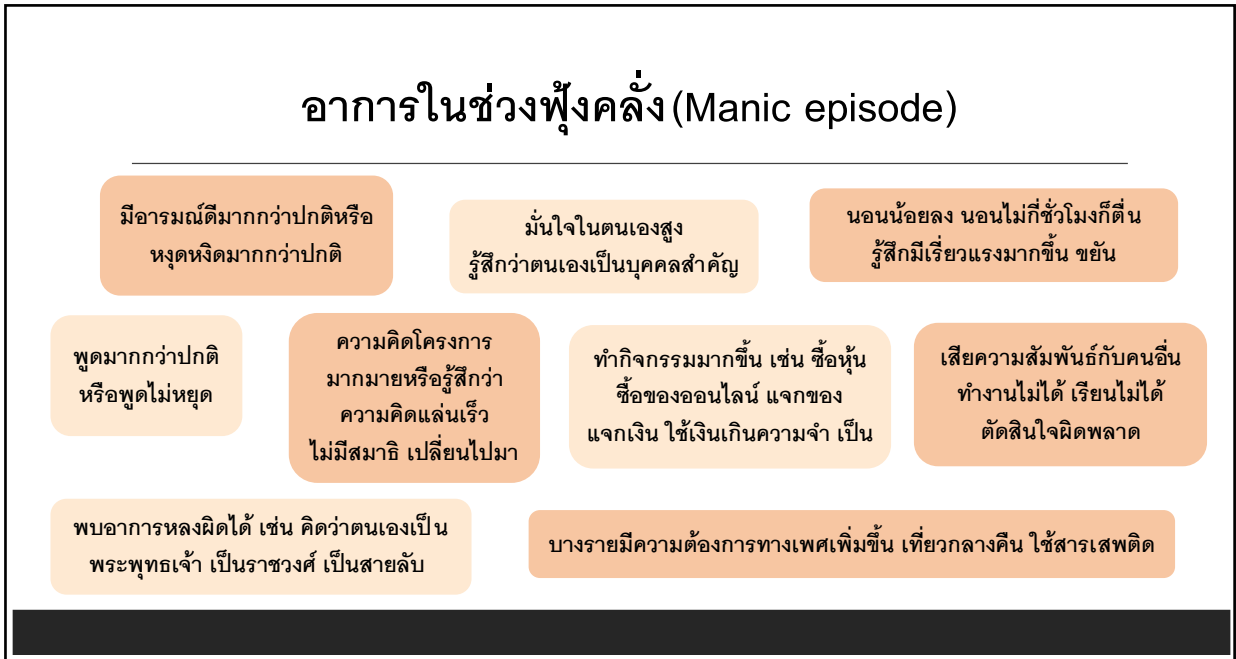 อาการในช่วงฟุ้งคลั่ง(Manic episode)
มีอารมณ์ดีมากกว่าปกติหรือ
หงุดหงิดมากกว่าปกติ
มั่นใจในตนเองสูง
รู้สึกว่าตนเองเป็นบุคคลสำคัญ
นอนน้อยลง นอนไม่กี่ชั่วโมงก็ตื่น
รู้สึกมีเรี่ยวแรงมากขึ้น ขยัน
พูดมากกว่าปกติ
หรือพูดไม่หยุด
ความคิดโครงการ
มากมายหรือรู้สึกว่า
ความคิดแล่นเร็ว
ไม่มีสมาธิ เปลี่ยนไปมา
ทำกิจกรรมมากขึ้น เช่น ซื้อหุ้น
ซื้อของออนไลน์ แจกของ
แจกเงิน ใช้เงินเกินความจำ เป็น
เสียความสัมพันธ์กับคนอื่น
ทำงานไม่ได้ เรียนไม่ได้
ตัดสินใจผิดพลาด
พบอาการหลงผิดได้ เช่น คิดว่าตนเองเป็น
พระพุทธเจ้า เป็นราชวงศ์ เป็นสายลับ
บางรายมีความต้องการทางเพศเพิ่มขึ้น เที่ยวกลางคืน ใช้สารเสพติด